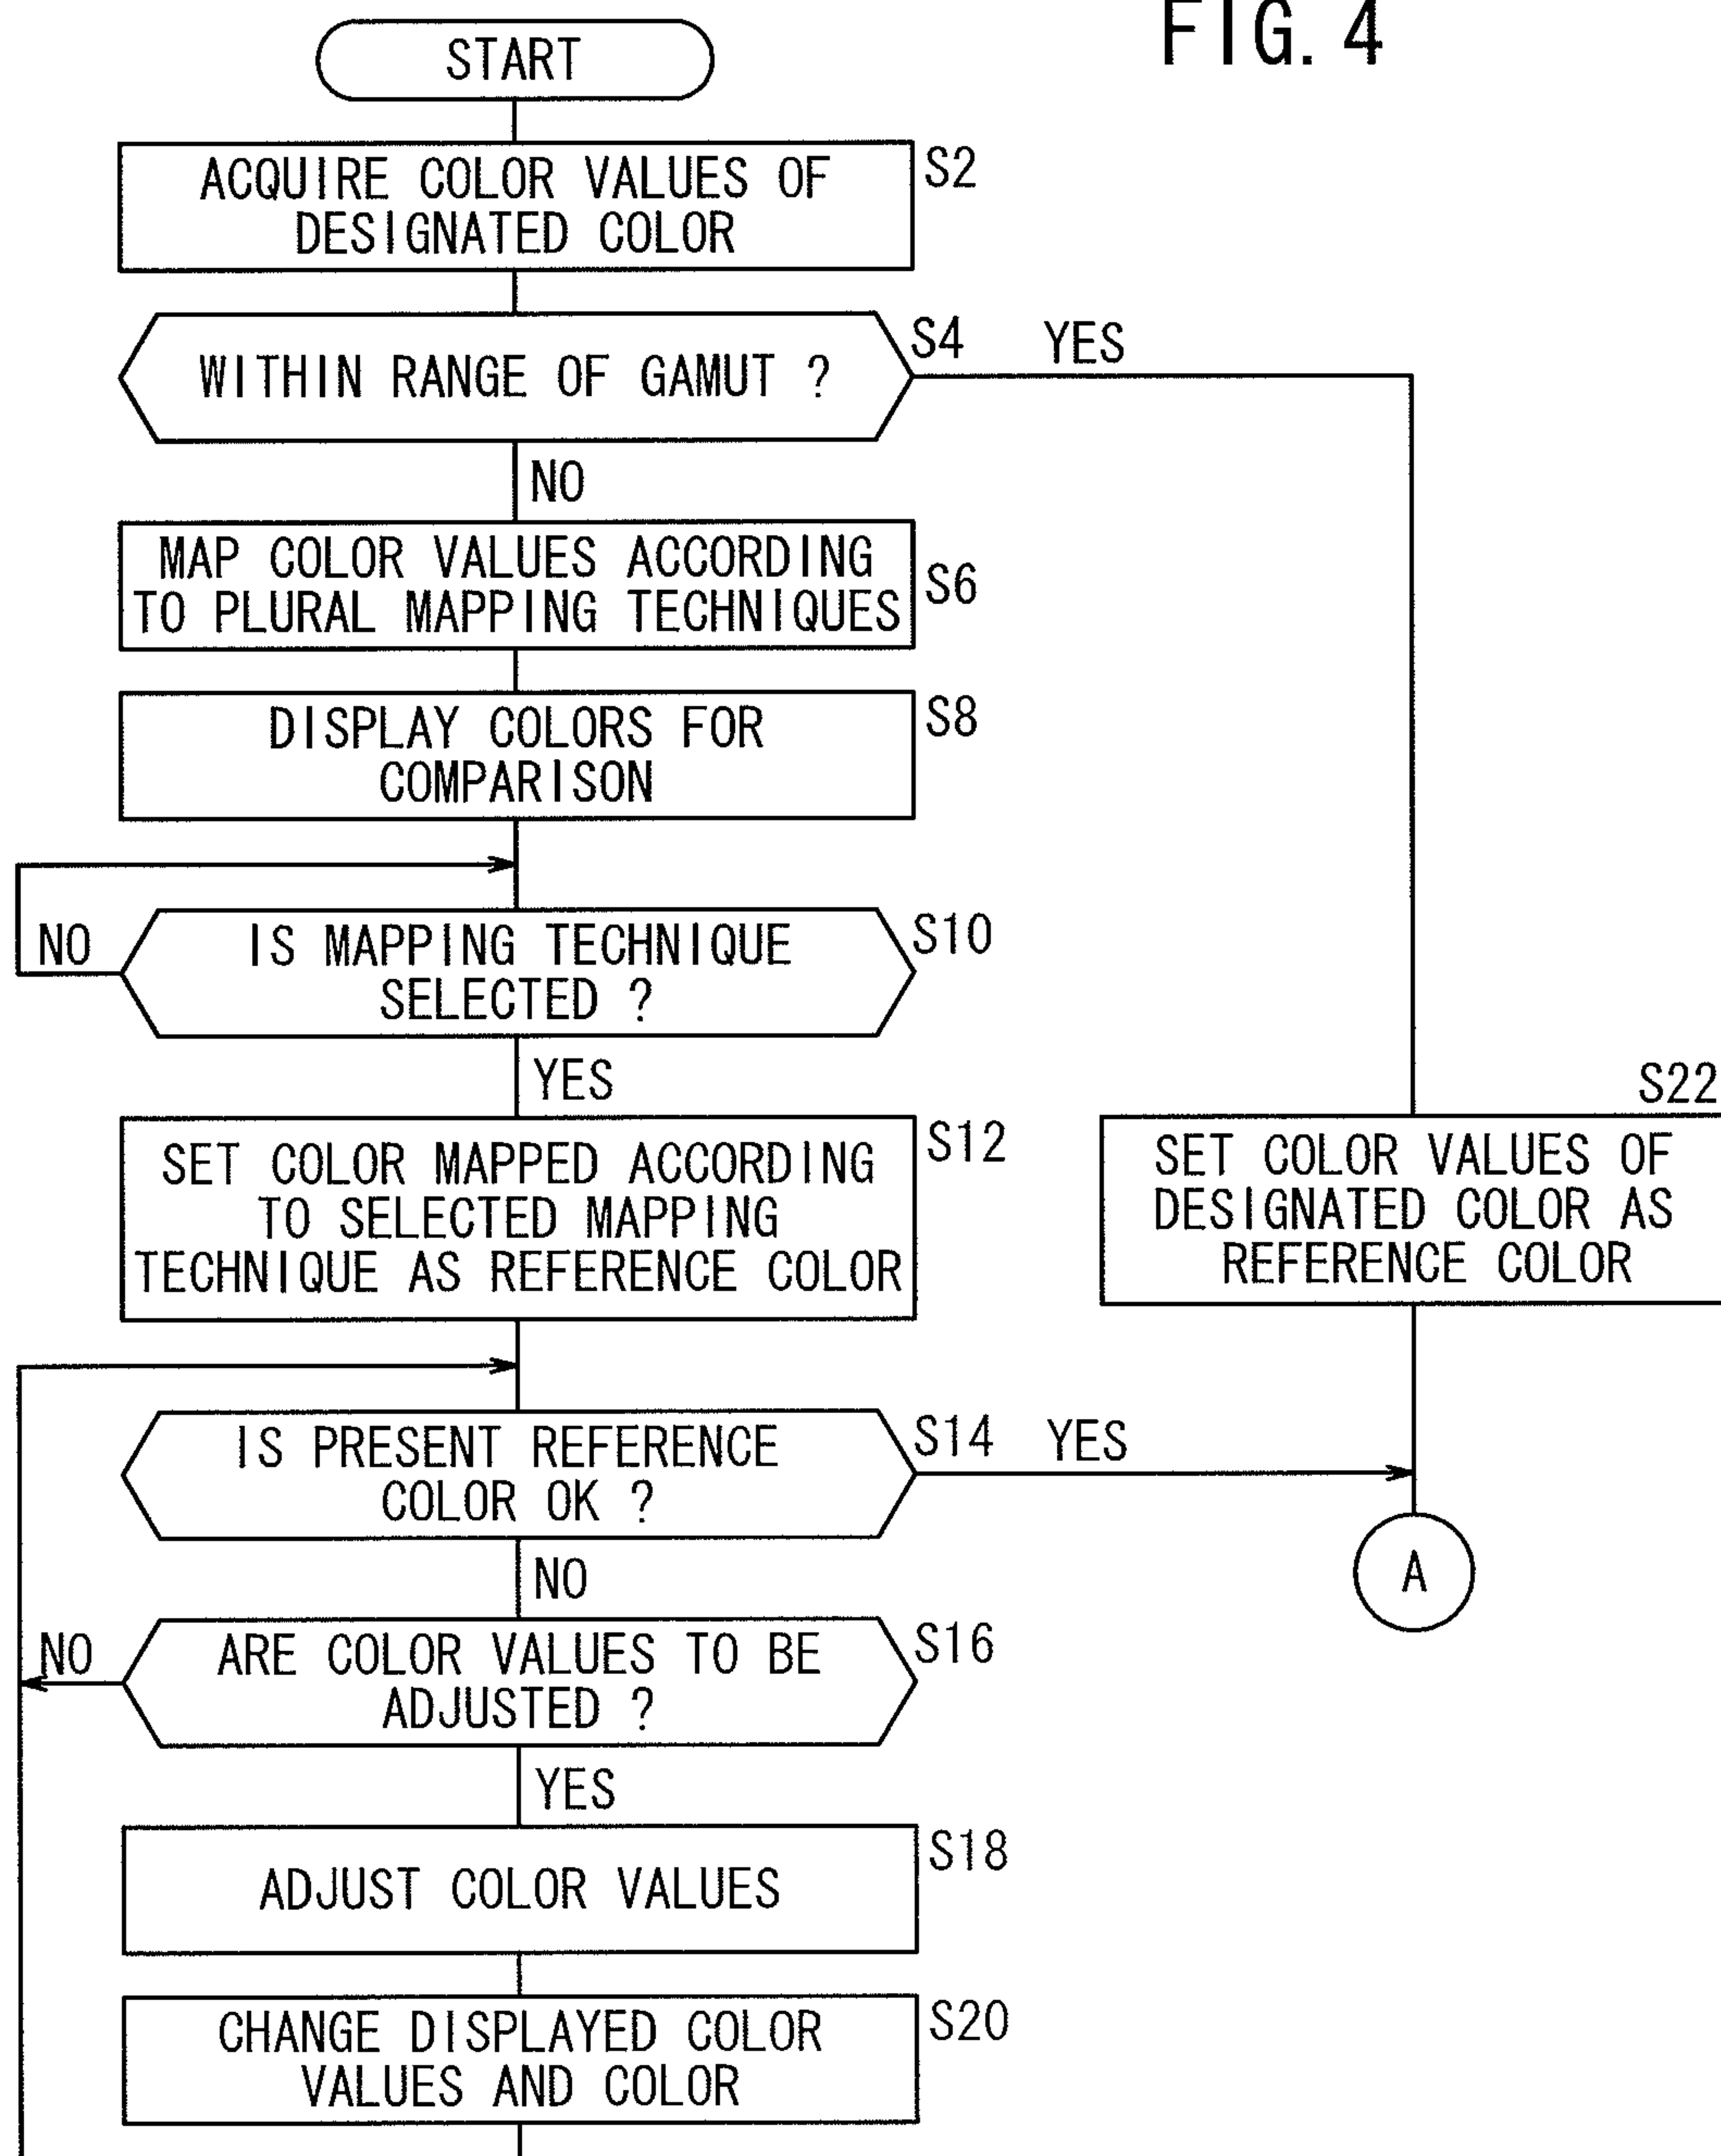 FIG. 4
START
ACQUIRE COLOR VALUES OF
DESIGNATED COLOR
S2
WITHIN RANGE OF GAMUT ?
S4
YES
NO
MAP COLOR VALUES ACCORDING
TO PLURAL MAPPING TECHNIQUES
S6
DISPLAY COLORS FOR
COMPARISON
S8
NO
IS MAPPING TECHNIQUE
SELECTED ?
S10
YES
SET COLOR MAPPED ACCORDING
TO SELECTED MAPPING
TECHNIQUE AS REFERENCE COLOR
S12
S22
SET COLOR VALUES OF
DESIGNATED COLOR AS
REFERENCE COLOR
IS PRESENT REFERENCE
COLOR OK ?
S14
YES
A
NO
NO
ARE COLOR VALUES TO BE
ADJUSTED ?
S16
YES
ADJUST COLOR VALUES
S18
CHANGE DISPLAYED COLOR
VALUES AND COLOR
S20